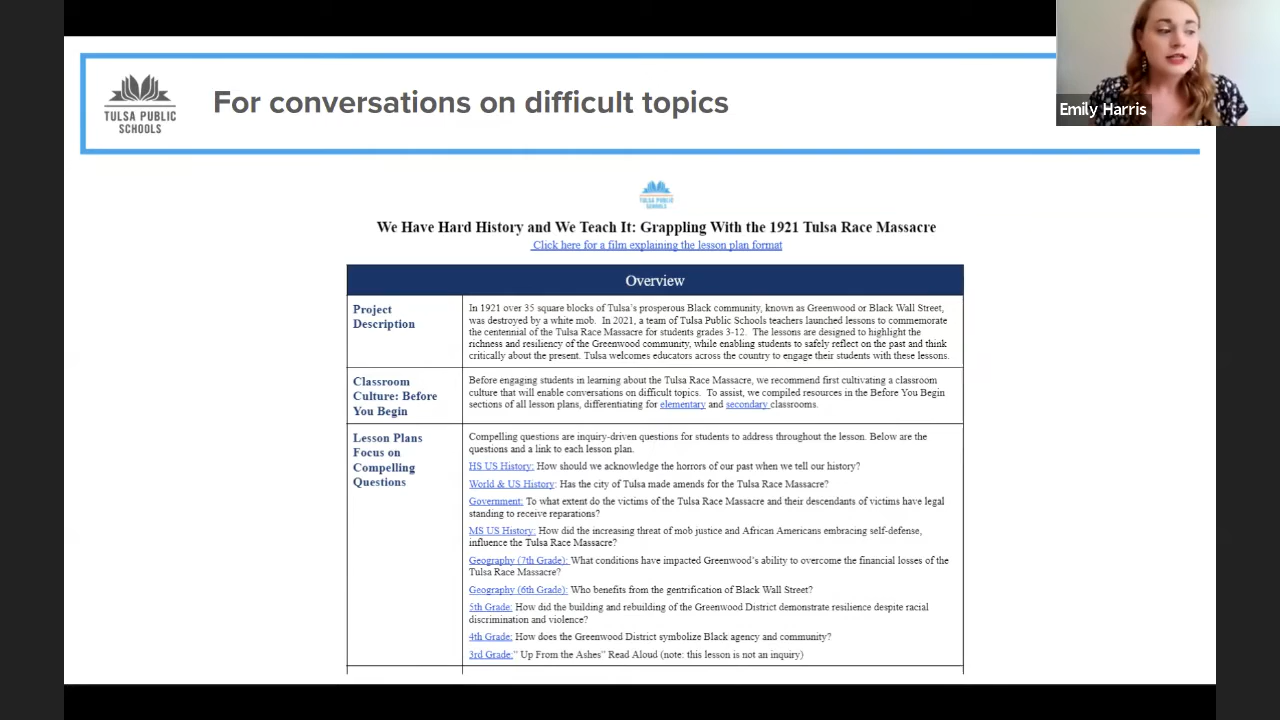 TULSA PUBLIC
SCHOOLS
For conversations on difficult topics
Emily Harris
TULSA PUBLIC
SCHOOLS
We Have Hard History and We Teach It: Grappling With the 1921 Tulsa Race Massacre
Click here for a film explaining the lesson plan format
Overview
Project
Description
In 1921 over 35 square blocks of Tulsa's prosperous Black community, known as Greenwood or Black Wall Street,
was destroyed by a white mob. In 2021, a team of Tulsa Public Schools teachers launched lessons to commemorate
the centennial of the Tulsa Race Massacre for students grades 3-12. The lessons are designed to highlight the
richness and resiliency of the Greenwood community, while enabling students to safely reflect on the past and think
critically about the present. Tulsa welcomes educators across the country to engage their students with these lessons.
Classroom
Culture: Before
You Begin
Before engaging students in learning about the Tulsa Race Massacre, we recommend first cultivating a classroom
culture that will enable conversations on difficult topics. To assist, we compiled resources in the Before You Begin
sections of all lesson plans, differentiating for elementary and secondary classrooms.
Lesson Plans
Focus on
Compelling
Questions
Compelling questions are inquiry-driven questions for students to address throughout the lesson. Below are the
questions and a link to each lesson plan.
HS US History: How should we acknowledge the horrors of our past when we tell our history?
World & US History: Has the city of Tulsa made amends for the Tulsa Race Massacre?
Government: To what extent do the victims of the Tulsa Race Massacre and their descendants of victims have legal
standing to receive reparations?
MS US History: How did the increasing threat of mob justice and African Americans embracing self-defense,
influence the Tulsa Race Massacre?
Geography (7th Grade): What conditions have impacted Greenwood's ability to overcome the financial losses of the
Tulsa Race Massacre?
Geography (6th Grade): Who benefits from the gentrification of Black Wall Street?
5th Grade: How did the building and rebuilding of the Greenwood District demonstrate resilience despite racial
discrimination and violence?
4th Grade: How does the Greenwood District symbolize Black agency and community?
3rd Grade:" Up From the Ashes" Read Aloud (note: this lesson is not an inquiry)